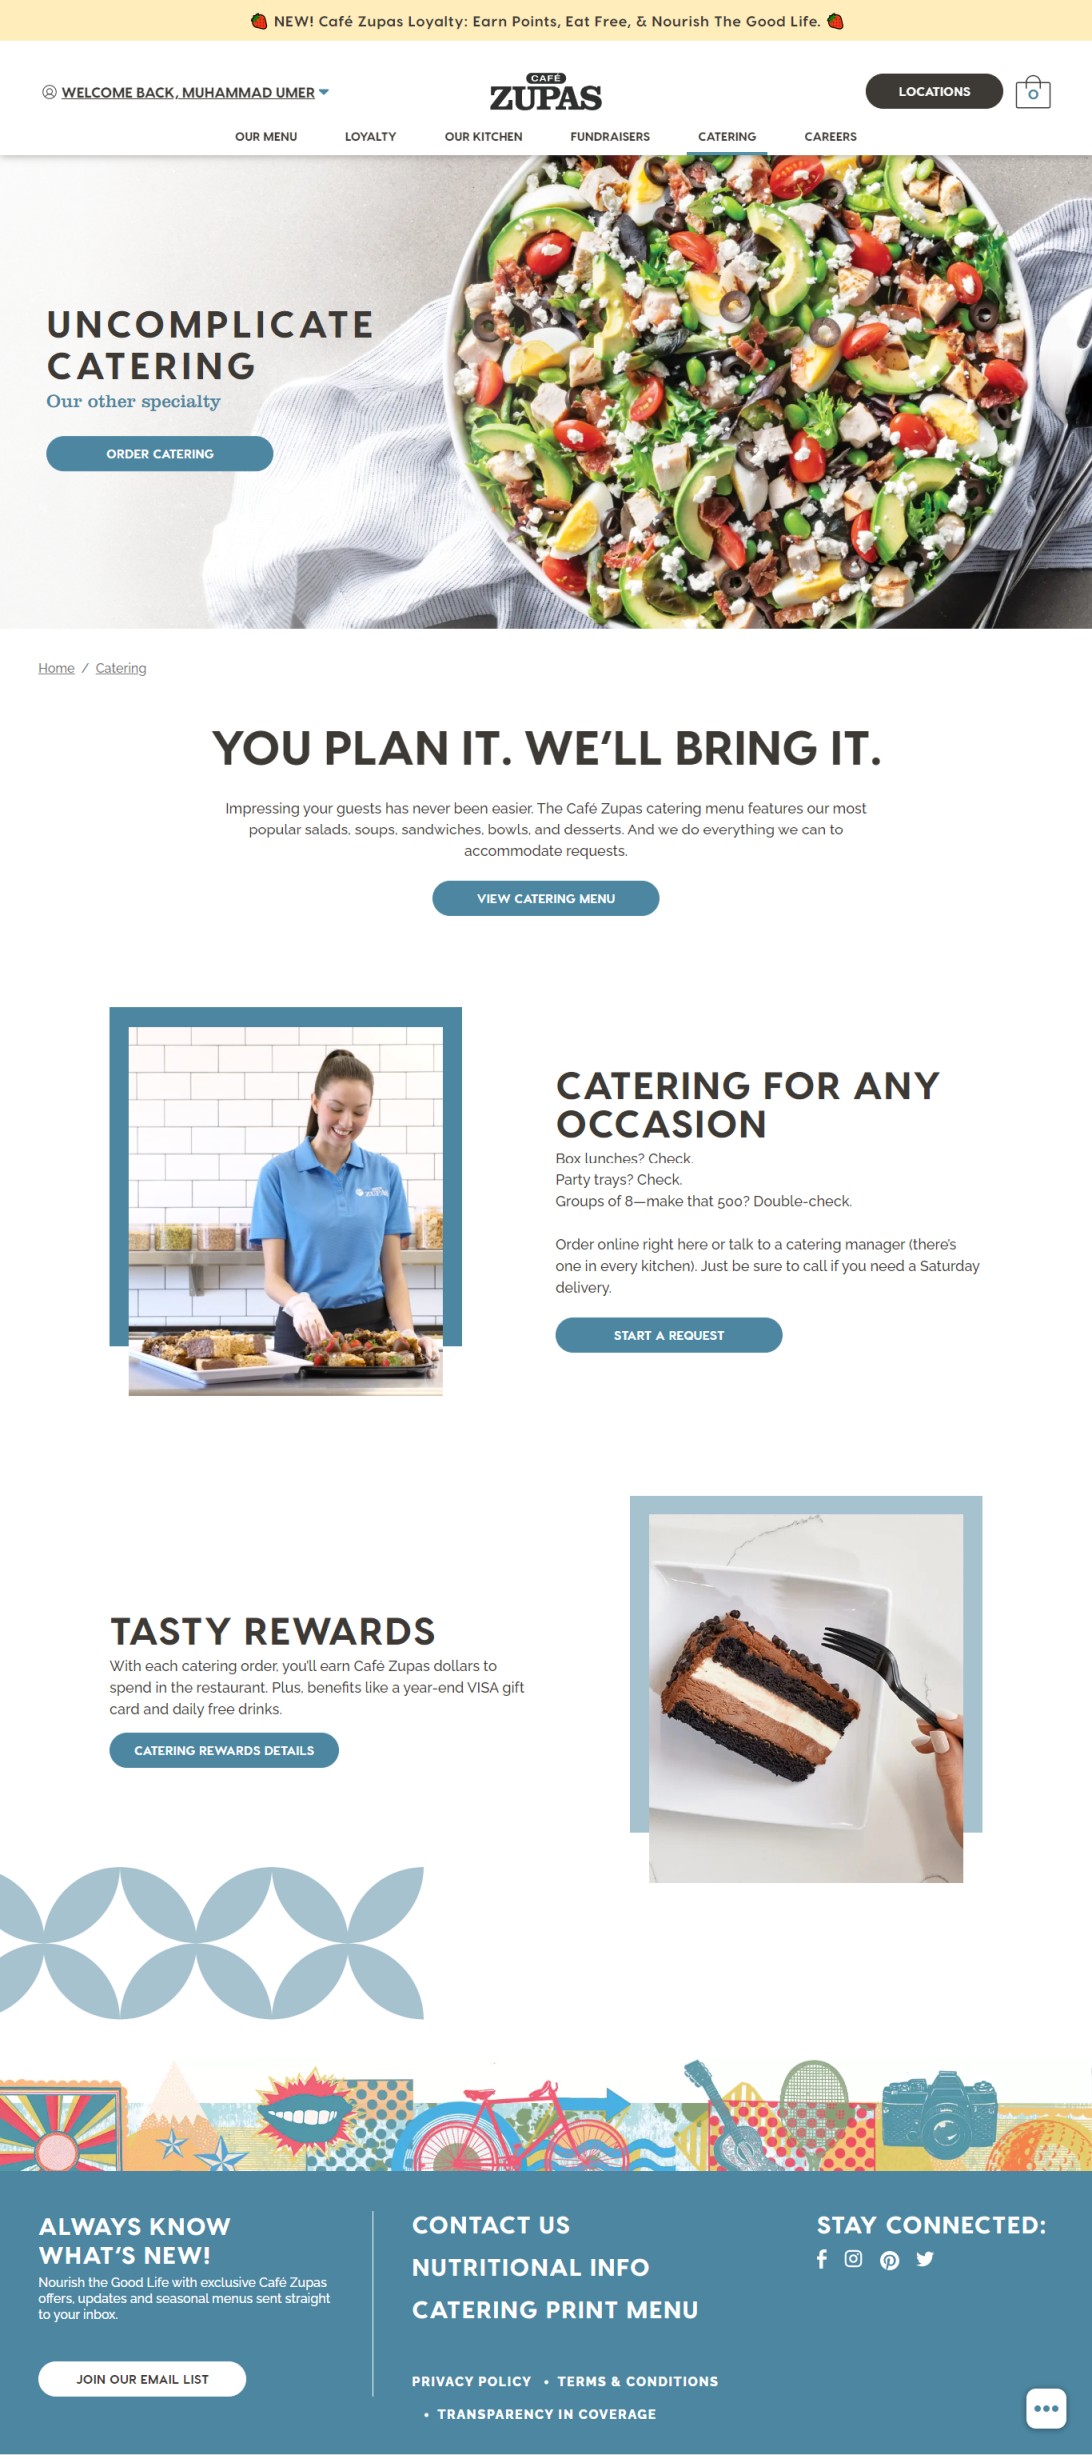 NEW! Café Zupas Loyalty: Earn Points, Eat Free, & Nourish The Good Life.
WELCOME BACK, MUHAMMAD UMER
CAFÉ
ZUPAS
LOCATIONS
0
OUR MENU LOYALTY OUR KITCHEN FUNDRAISERS CATERING CAREERS
UNCOMPLICATE
CATERING
Our other specialty
ORDER CATERING
Home / Catering
YOU PLAN IT. WE’LL BRING IT.
Impressing your guests has never been easier. The Café Zupas catering menu features our most
popular salads, soups, sandwiches, bowls, and desserts. And we do everything we can to
accommodate requests.
VIEW CATERING MENU
CATERING FOR ANY
OCCASION
Box lunches? Check.
Party trays? Check.
Groups of 8—make that 500? Double-check.
Order online right here or talk to a catering manager (there’s
one in every kitchen). Just be sure to call if you need a Saturday
delivery.
START A REQUEST
TASTY REWARDS
With each catering order, you’ll earn Café Zupas dollars to
spend in the restaurant. Plus, benefits like a year-end VISA gift
card and daily free drinks.
CATERING REWARDS DETAILS
ALWAYS KNOW
WHAT’S NEW!
Nourish the Good Life with exclusive Café Zupas
offers, updates and seasonal menus sent straight
to your inbox.
JOIN OUR EMAIL LIST
CONTACT US
NUTRITIONAL INFO
CATERING PRINT MENU
PRIVACY POLICY • TERMS & CONDITIONS
• TRANSPARENCY IN COVERAGE
STAY CONNECTED: